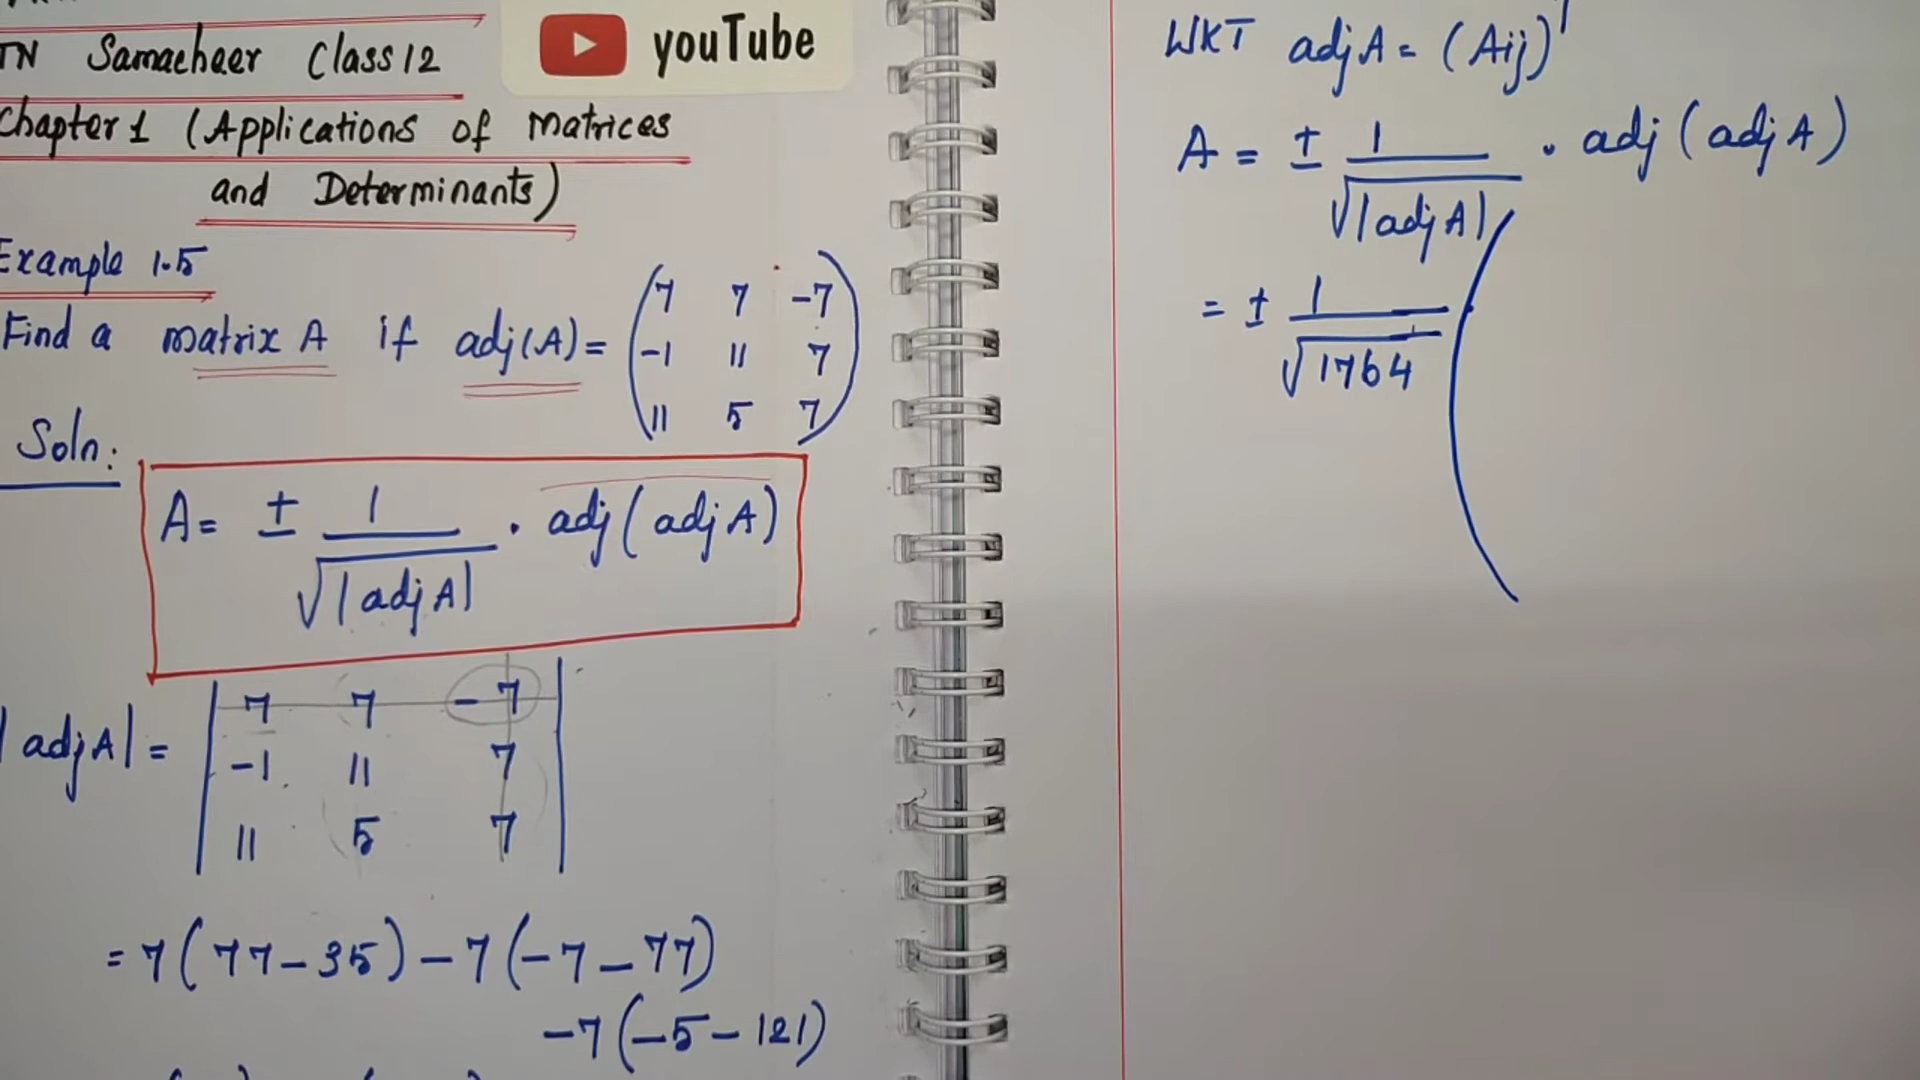 TN Samacheer Class 12
youTube
Chapter 1 (Applications of Matrices
and Determinants)
Example 1.5
Find a matrix A if adj(A) = ( 7 7 -7
-1 11 7
11 5 7 )
Soln:
A = ± 1/√|adj A| . adj (adj A)
|adj A| = | 7 7 -7
-1 11 7
11 5 7 |
= 7 (77 - 35) - 7 (-7 - 77)
-7 (-5 - 121)
WKT adj A = (Aij)ᵀ
A = ± 1/√|adj A| . adj (adj A)
= ± 1/√1764 (